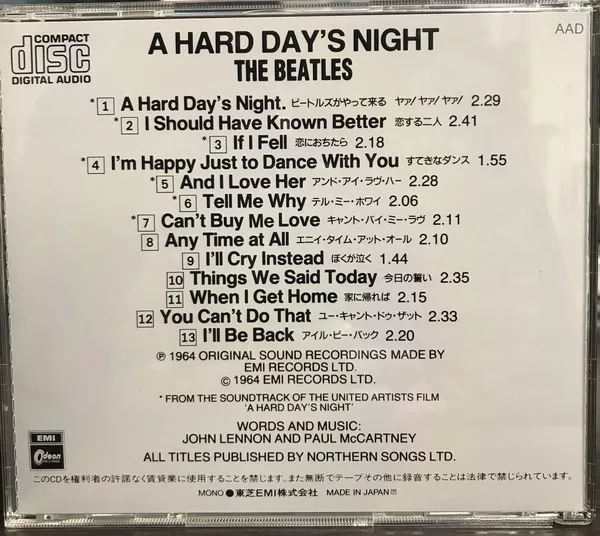 COMPACT
disc
DIGITAL AUDIO
AAD
A HARD DAY'S NIGHT
THE BEATLES
*1 A Hard Day's Night. ビートルズがやって来る ヤァ!ヤァ!ヤァ! 2.29
*2 I Should Have Known Better 恋する二人 2.41
*3 If I Fell 恋におちたら 2.18
*4 I'm Happy Just to Dance With You すてきなダンス 1.55
*5 And I Love Her アンド・アイ・ラヴ・ハー 2.28
*6 Tell Me Why テル・ミー・ホワイ 2.06
*7 Can't Buy Me Love キャント・バイ・ミー・ラヴ 2.11
8 Any Time at All エニイ・タイム・アット・オール 2.10
9 I'll Cry Instead ぼくが泣く 1.44
10 Things We Said Today 今日の誓い 2.35
11 When I Get Home 家に帰れば 2.15
12 You Can't Do That ユー・キャント・ドゥ・ザット 2.33
13 I'll Be Back アイル・ビー・バック 2.20
℗ 1964 ORIGINAL SOUND RECORDINGS MADE BY
EMI RECORDS LTD.
© 1964 EMI RECORDS LTD.
* FROM THE SOUNDTRACK OF THE UNITED ARTISTS FILM
'A HARD DAY'S NIGHT'
WORDS AND MUSIC:
JOHN LENNON AND PAUL McCARTNEY
ALL TITLES PUBLISHED BY NORTHERN SONGS LTD.
EMI
Odeon
このCDを権利者の許諾なく賃貸業に使用することを禁じます。また無断でテープその他に録音することは法律で禁じられています。
MONO ●東芝EMI株式会社 MADE IN JAPAN